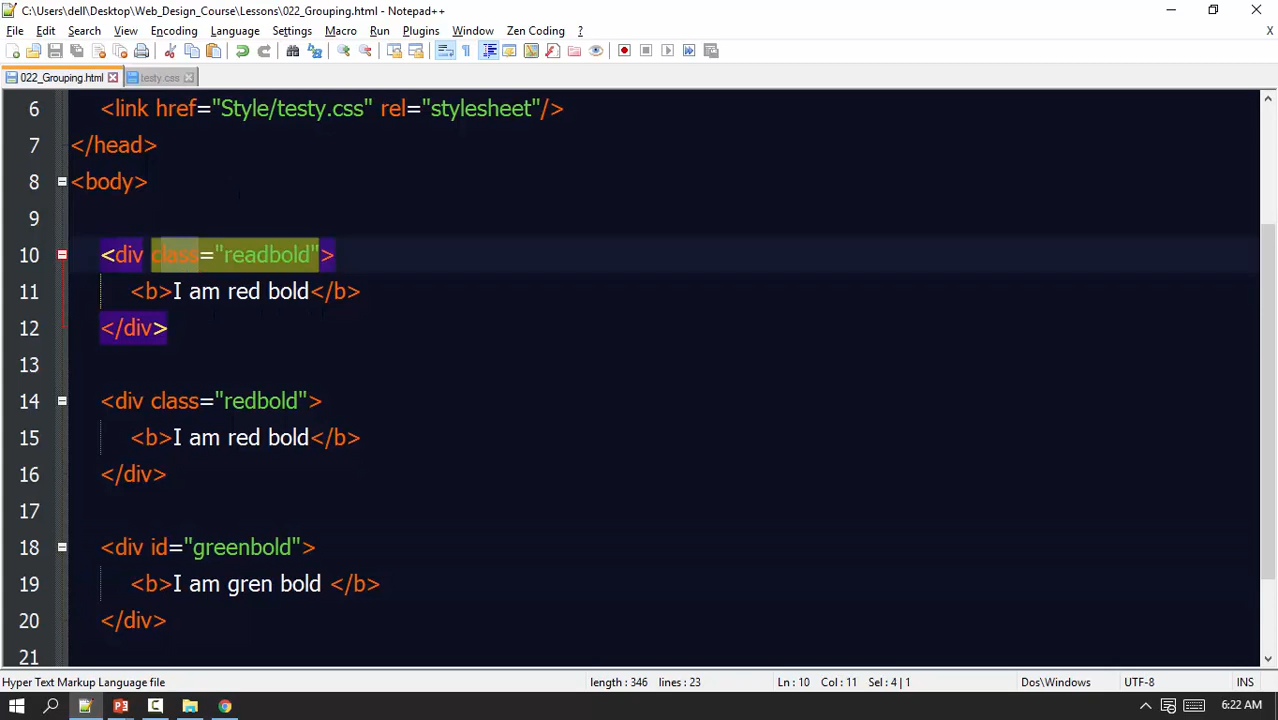 C:\Users\dell\Desktop\Web_Design_Course\Lessons\022_Grouping.html - Notepad++
File Edit Search View Encoding Language Settings Macro Run Plugins Window Zen Coding ? X
022_Grouping.html testy.css
6 <link href="Style/testy.css" rel="stylesheet"/>
7 </head>
8 <body>
9
10 <div class="readbold">
11 <b>I am red bold</b>
12 </div>
13
14 <div class="redbold">
15 <b>I am red bold</b>
16 </div>
17
18 <div id="greenbold">
19 <b>I am gren bold </b>
20 </div>
21
Hyper Text Markup Language file length : 346 lines : 23 Ln : 10 Col : 11 Sel : 4 | 1 Dos\Windows UTF-8 INS
6:22 AM